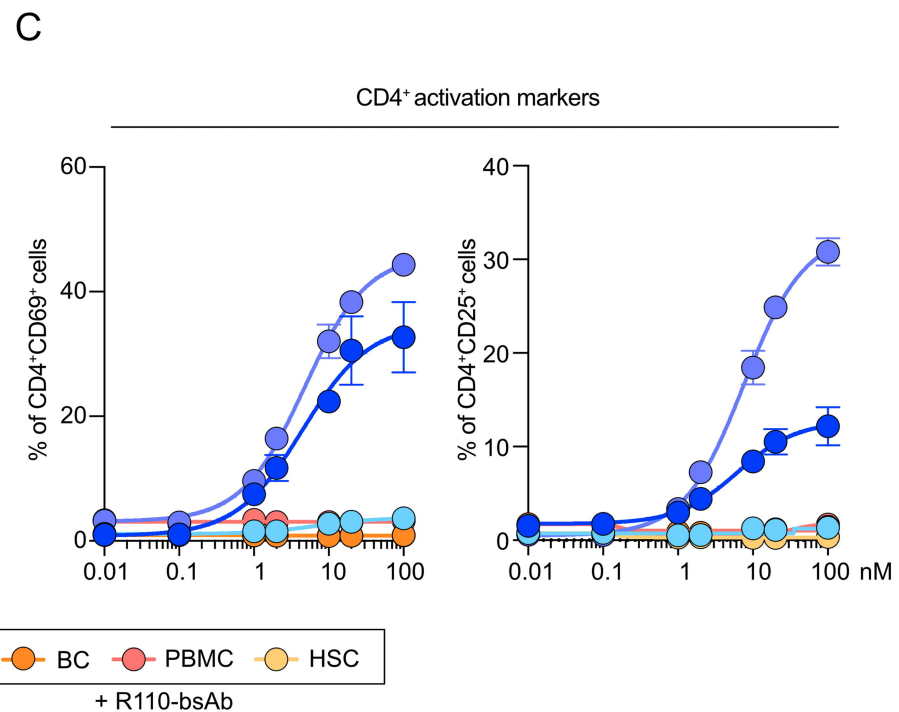 C
CD4⁺ activation markers
% of CD4⁺CD69⁺ cells
60
40
20
0
0.01 0.1 1 10 100
% of CD4⁺CD25⁺ cells
40
30
20
10
0
0.01 0.1 1 10 100 nM
BC PBMC HSC
+ R110-bsAb